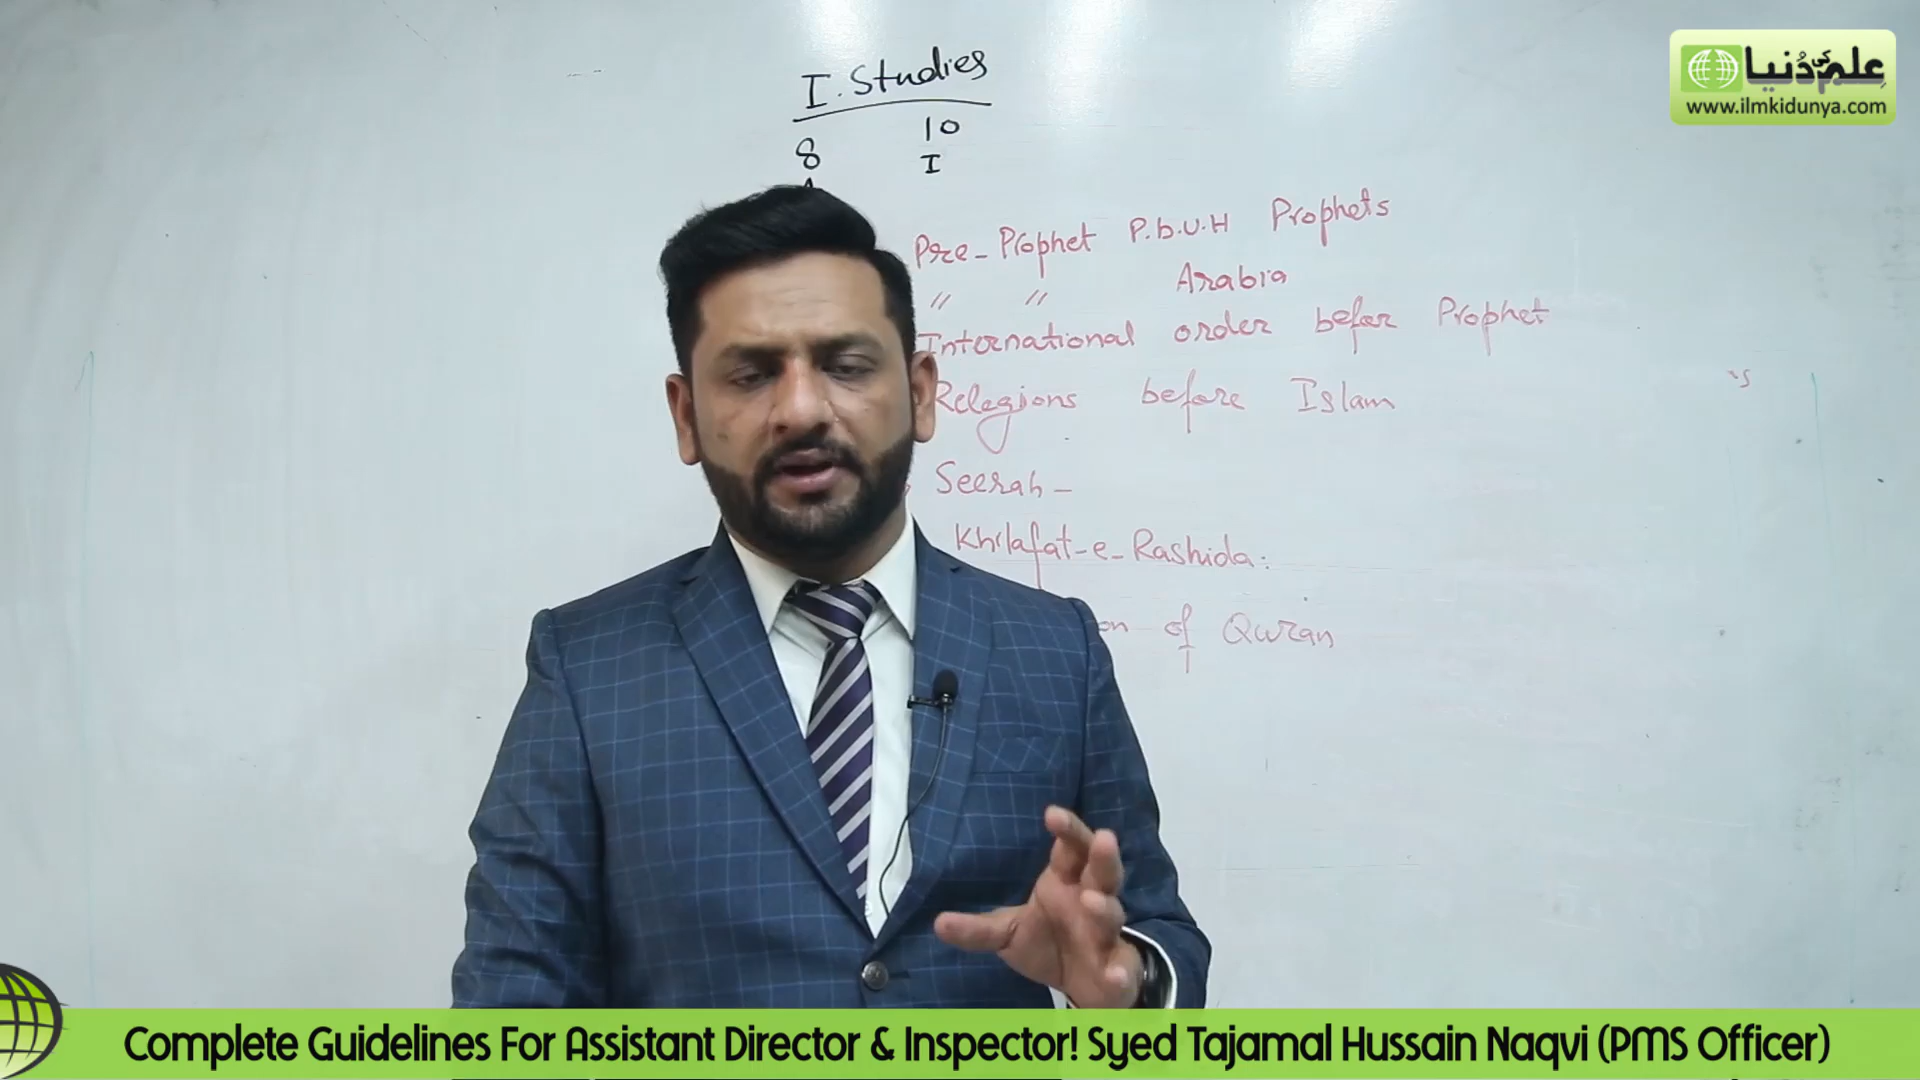 I. Studies
8 10
I
Pre-Prophet P.b.U.H Prophets
" " Arabia
International order befor Prophet
Relegions before Islam
Seerah-
Khilafat-e-Rashida:
of Quran
علم کی دُنیا
www.ilmkidunya.com
Complete Guidelines For Assistant Director & Inspector! Syed Tajamal Hussain Naqvi (PMS Officer)